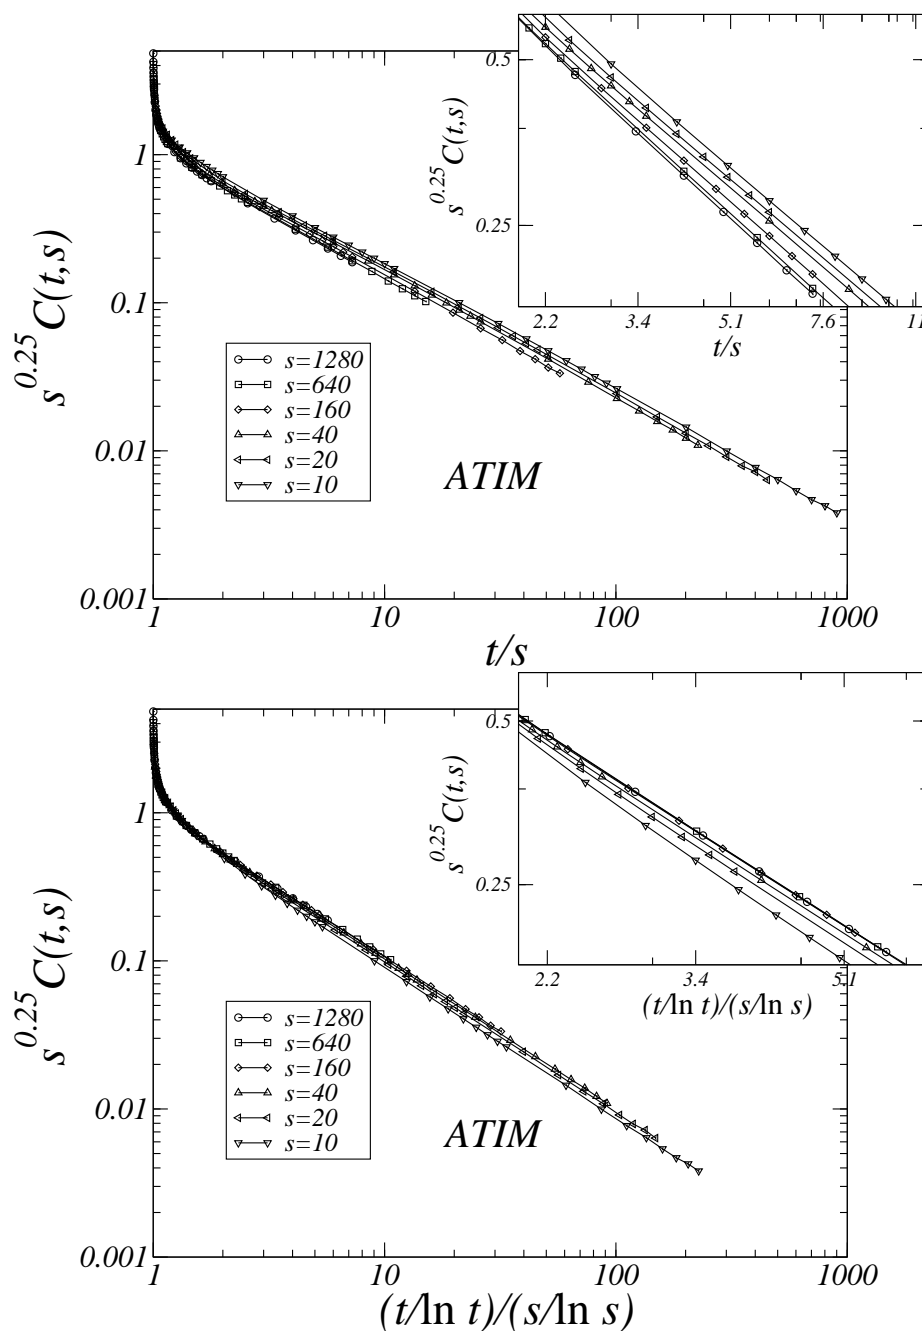 0.5
0.25
s^0.25 C(t,s)
2.2 3.4 5.1 7.6 11
t/s
1
0.1
0.01
0.001
s^0.25 C(t,s)
s=1280
s=640
s=160
s=40
s=20
s=10
ATIM
1 10 100 1000
t/s
0.5
0.25
s^0.25 C(t,s)
2.2 3.4 5.1
(t/ln t)/(s/ln s)
1
0.1
0.01
0.001
s^0.25 C(t,s)
s=1280
s=640
s=160
s=40
s=20
s=10
ATIM
1 10 100 1000
(t/ln t)/(s/ln s)